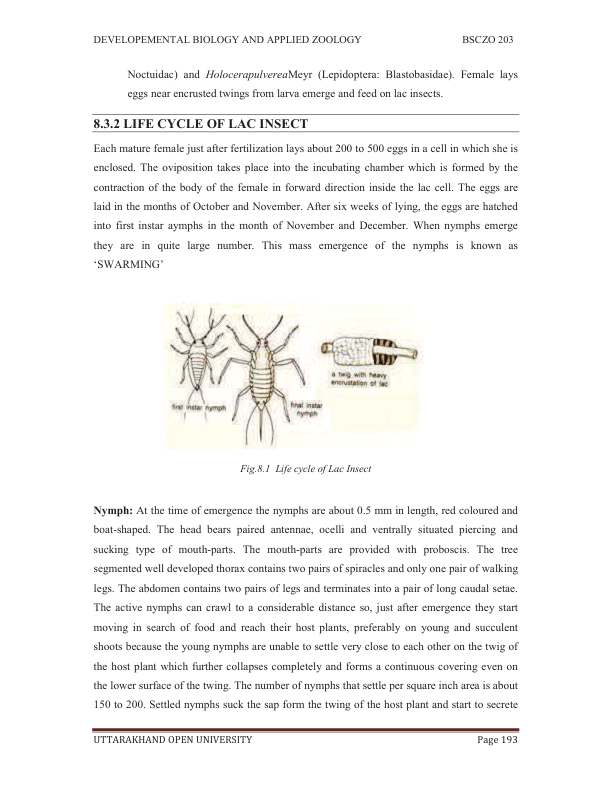 DEVELOPEMENTAL BIOLOGY AND APPLIED ZOOLOGY BSCZO 203
Noctuidac) and HolocerapulvereaMeyr (Lepidoptera: Blastobasidae). Female lays
eggs near encrusted twings from larva emerge and feed on lac insects.
8.3.2 LIFE CYCLE OF LAC INSECT
Each mature female just after fertilization lays about 200 to 500 eggs in a cell in which she is
enclosed. The oviposition takes place into the incubating chamber which is formed by the
contraction of the body of the female in forward direction inside the lac cell. The eggs are
laid in the months of October and November. After six weeks of lying, the eggs are hatched
into first instar aymphs in the month of November and December. When nymphs emerge
they are in quite large number. This mass emergence of the nymphs is known as
‘SWARMING’
a twig with heavy
encrustation of lac
first instar nymph
final instar
nymph
Fig.8.1 Life cycle of Lac Insect
Nymph: At the time of emergence the nymphs are about 0.5 mm in length, red coloured and
boat-shaped. The head bears paired antennae, ocelli and ventrally situated piercing and
sucking type of mouth-parts. The mouth-parts are provided with proboscis. The tree
segmented well developed thorax contains two pairs of spiracles and only one pair of walking
legs. The abdomen contains two pairs of legs and terminates into a pair of long caudal setae.
The active nymphs can crawl to a considerable distance so, just after emergence they start
moving in search of food and reach their host plants, preferably on young and succulent
shoots because the young nymphs are unable to settle very close to each other on the twig of
the host plant which further collapses completely and forms a continuous covering even on
the lower surface of the twing. The number of nymphs that settle per square inch area is about
150 to 200. Settled nymphs suck the sap form the twing of the host plant and start to secrete
UTTARAKHAND OPEN UNIVERSITY Page 193